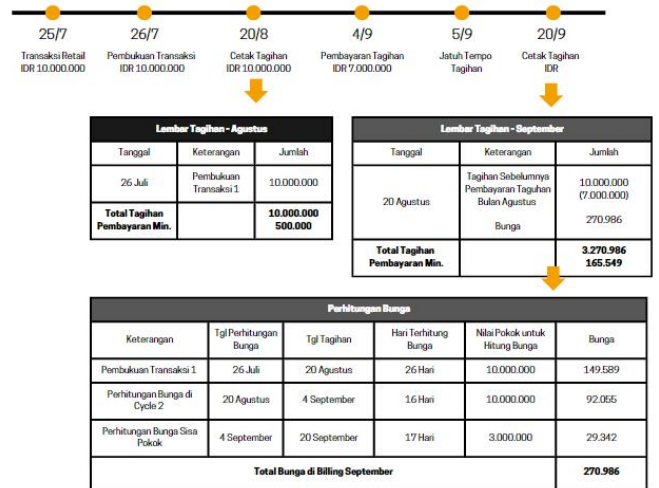 25/7 26/7 20/8 4/9 5/9 20/9
Transaksi Retail Pembukuan Transaksi Cetak Tagihan Pembayaran Tagihan Jatuh Tempo Cetak Tagihan
IDR 10.000.000 IDR 10.000.000 IDR 10.000.000 IDR 7.000.000 Tagihan IDR
Lembar Tagihan - Agustus
Tanggal Keterangan Jumlah
26 Juli Pembukuan Transaksi 1 10.000.000
Total Tagihan 10.000.000
Pembayaran Min. 500.000
Lembar Tagihan - September
Tanggal Keterangan Jumlah
Tagihan Sebelumnya 10.000.000
20 Agustus Pembayaran Taguhan Bulan Agustus (7.000.000)
Bunga 270.986
Total Tagihan 3.270.986
Pembayaran Min. 165.549
Perhitungan Bunga
Keterangan Tgl Perhitungan Bunga Tgl Tagihan Hari Terhitung Bunga Nilai Pokok untuk Hitung Bunga Bunga
Pembukuan Transaksi 1 26 Juli 20 Agustus 26 Hari 10.000.000 149.589
Perhitungan Bunga di Cycle 2 20 Agustus 4 September 16 Hari 10.000.000 92.055
Perhitungan Bunga Sisa Pokok 4 September 20 September 17 Hari 3.000.000 29.342
Total Bunga di Billing September 270.986